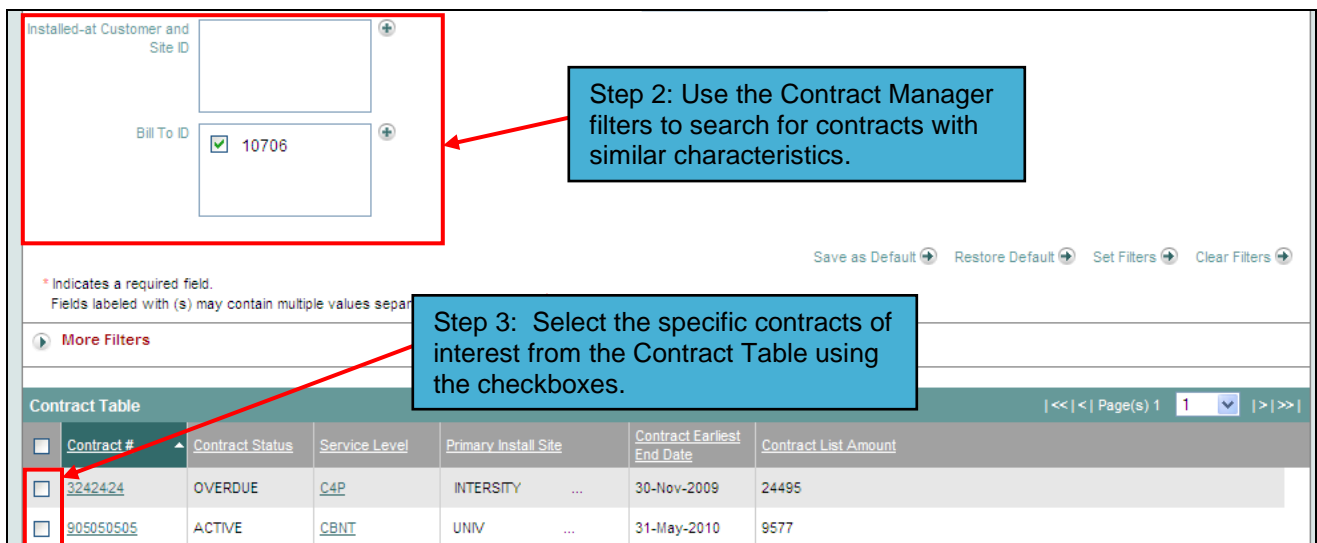 Installed-at Customer and
Site ID
Step 2: Use the Contract Manager
filters to search for contracts with
similar characteristics.
Bill To ID
10706
Save as Default Restore Default Set Filters Clear Filters
* Indicates a required field.
Fields labeled with (s) may contain multiple values
Step 3: Select the specific contracts of
interest from the Contract Table using
the checkboxes.
More Filters
Contract Table |<<|<| Page(s) 1 1 |>|>>|
Contract # Contract Status Service Level Primary Install Site Contract Earliest End Date Contract List Amount
3242424 OVERDUE C4P INTERSITY ... 30-Nov-2009 24495
905050505 ACTIVE CBNT UNIV ... 31-May-2010 9577